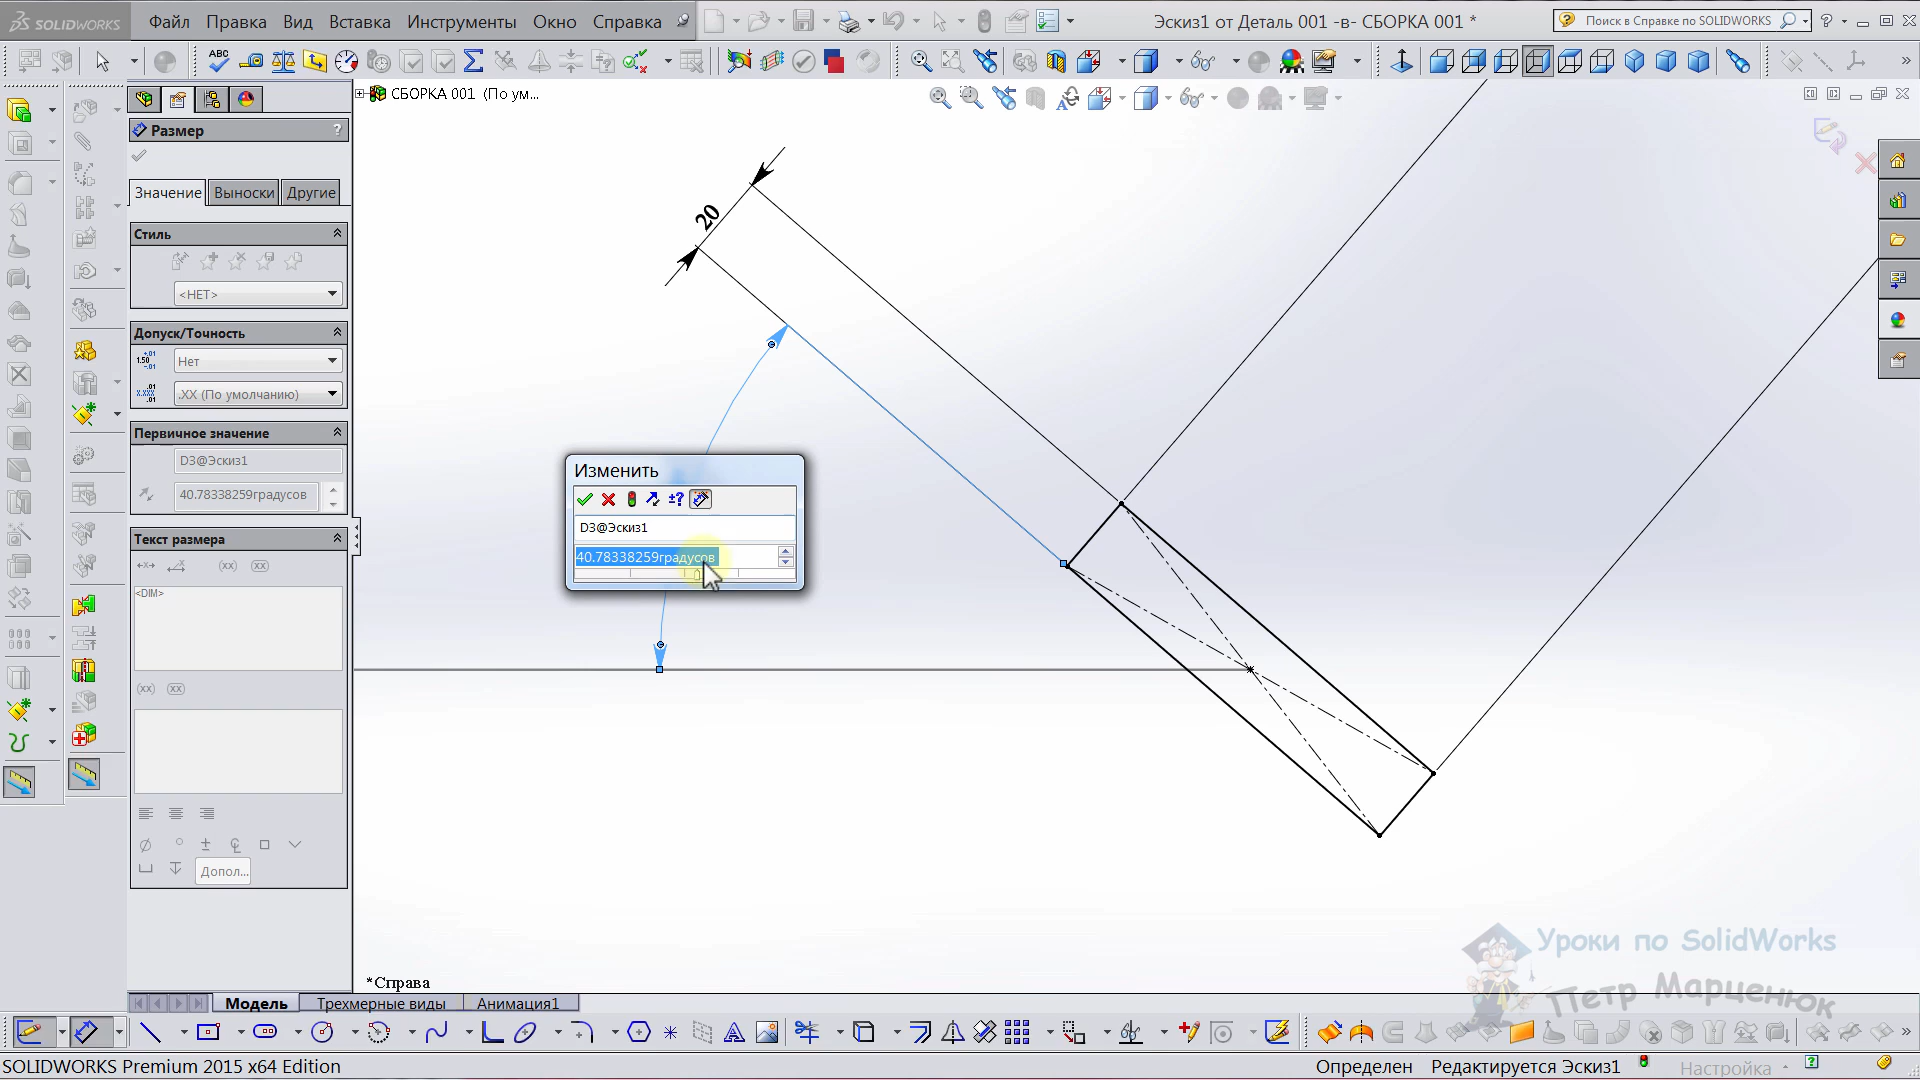 SOLIDWORKS Файл Правка Вид Вставка Инструменты Окно Справка Эскиз1 от Деталь 001 -в- СБОРКА 001 * Поиск в Справке по SOLIDWORKS
СБОРКА 001 (По ум...
Размер
Значение Выноски Другие
Стиль
<НЕТ>
Допуск/Точность
Нет
.XX (По умолчанию)
Первичное значение
D3@Эскиз1
40.78338259градусов
Текст размера
<DIM>
Допол...
20
Изменить
D3@Эскиз1
40.78338259градусов
*Справа
Уроки по SolidWorks
Петр Марценюк
Модель Трехмерные виды Анимация1
SOLIDWORKS Premium 2015 x64 Edition Определен Редактируется Эскиз1 Настройка